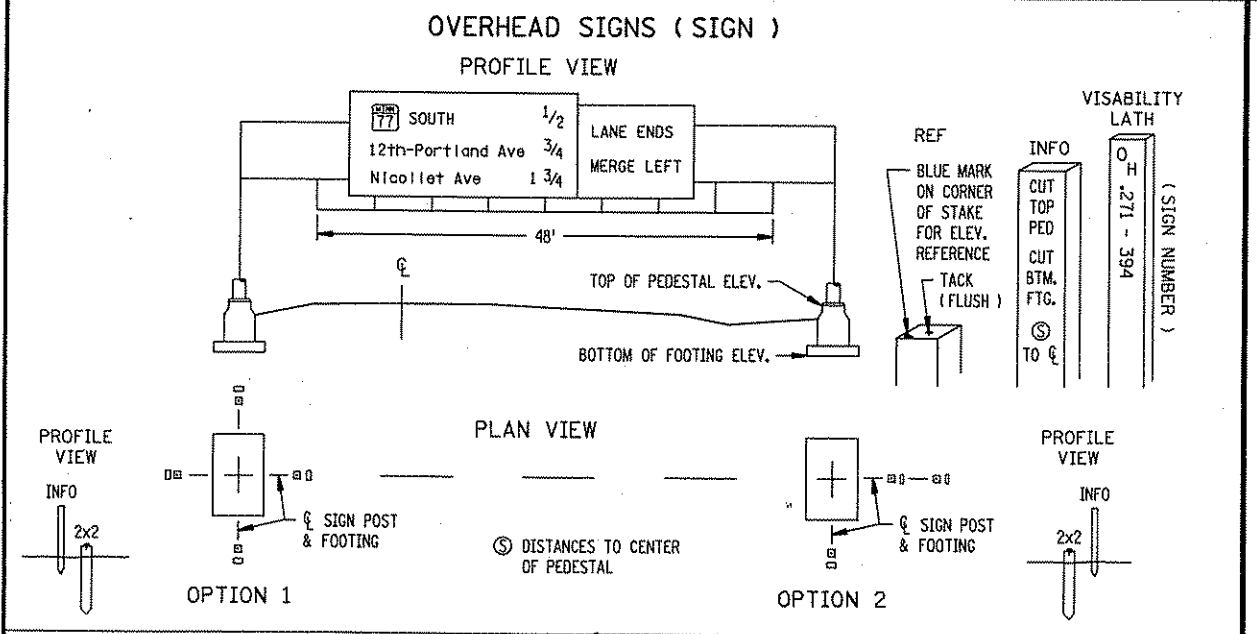 OVERHEAD SIGNS ( SIGN )
PROFILE VIEW
MINN
77 SOUTH 1/2
12th-Portland Ave 3/4
Nicollet Ave 1 3/4
LANE ENDS
MERGE LEFT
48'
℄
TOP OF PEDESTAL ELEV.
BOTTOM OF FOOTING ELEV.
REF
BLUE MARK
ON CORNER
OF STAKE
FOR ELEV.
REFERENCE
TACK
(FLUSH )
INFO
CUT
TOP
PED
CUT
BTM.
FTG.
Ⓢ
TO ℄
VISABILITY
LATH
OH .271 - 394
( SIGN NUMBER )
PLAN VIEW
PROFILE
VIEW
INFO
2x2
℄ SIGN POST
& FOOTING
OPTION 1
Ⓢ DISTANCES TO CENTER
OF PEDESTAL
℄ SIGN POST
& FOOTING
OPTION 2
PROFILE
VIEW
INFO
2x2